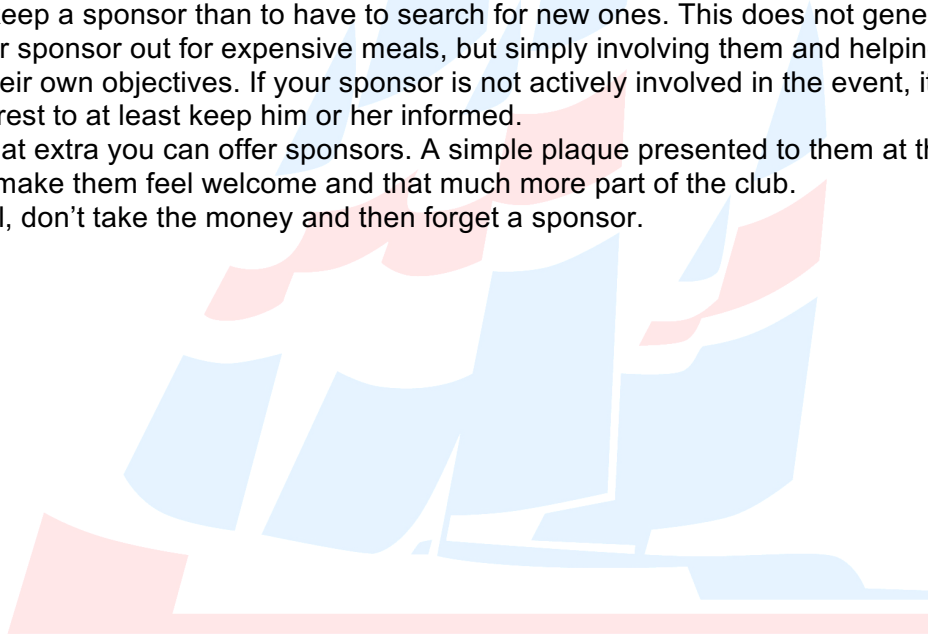 keep a sponsor than to have to search for new ones. This does not gene
r sponsor out for expensive meals, but simply involving them and helpin
eir own objectives. If your sponsor is not actively involved in the event, it
rest to at least keep him or her informed.
at extra you can offer sponsors. A simple plaque presented to them at th
make them feel welcome and that much more part of the club.
l, don’t take the money and then forget a sponsor.